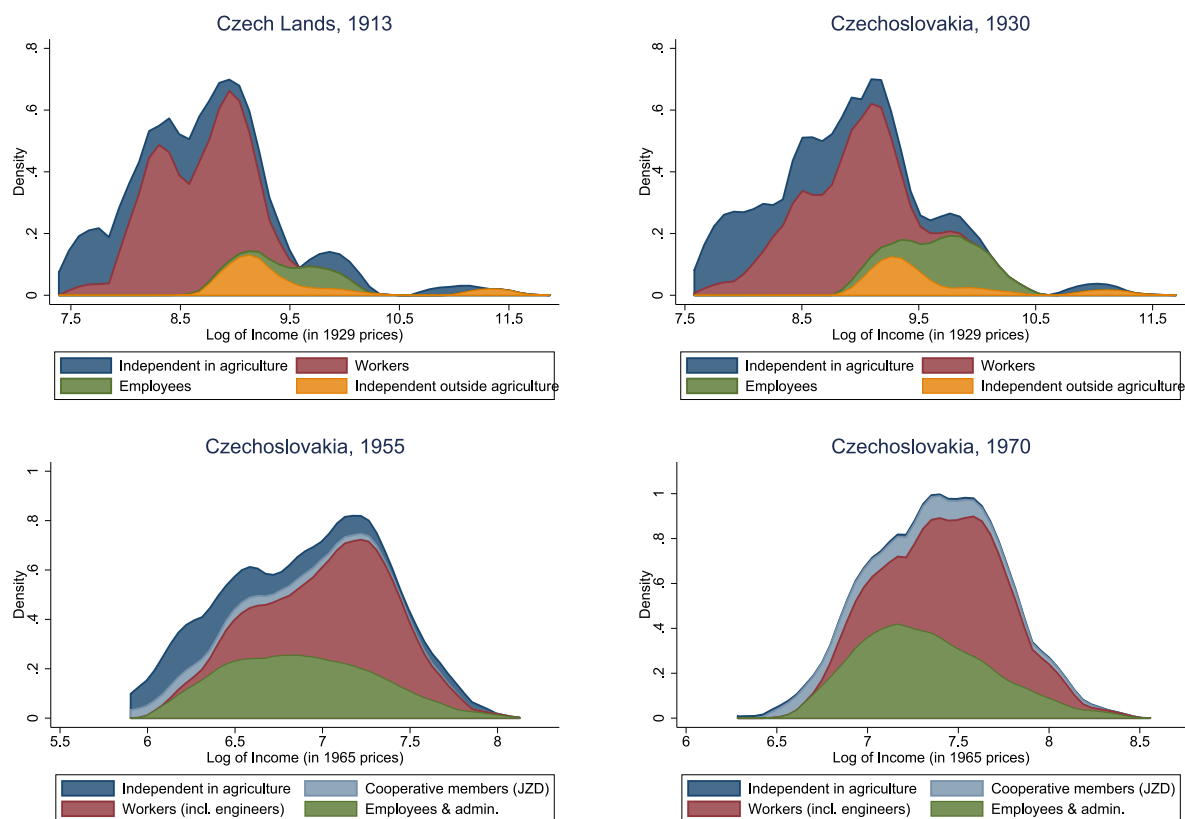 Czech Lands, 1913
.8
.6
.4
.2
0
Density
7.5 8.5 9.5 10.5 11.5
Log of Income (in 1929 prices)
Independent in agriculture Workers
Employees Independent outside agriculture
Czechoslovakia, 1930
.8
.6
.4
.2
0
Density
7.5 8.5 9.5 10.5 11.5
Log of Income (in 1929 prices)
Independent in agriculture Workers
Employees Independent outside agriculture
Czechoslovakia, 1955
1
.8
.6
.4
.2
0
Density
5.5 6 6.5 7 7.5 8
Log of Income (in 1965 prices)
Independent in agriculture Cooperative members (JZD)
Workers (incl. engineers) Employees & admin.
Czechoslovakia, 1970
1
.8
.6
.4
.2
0
Density
6 6.5 7 7.5 8 8.5
Log of Income (in 1965 prices)
Independent in agriculture Cooperative members (JZD)
Workers (incl. engineers) Employees & admin.